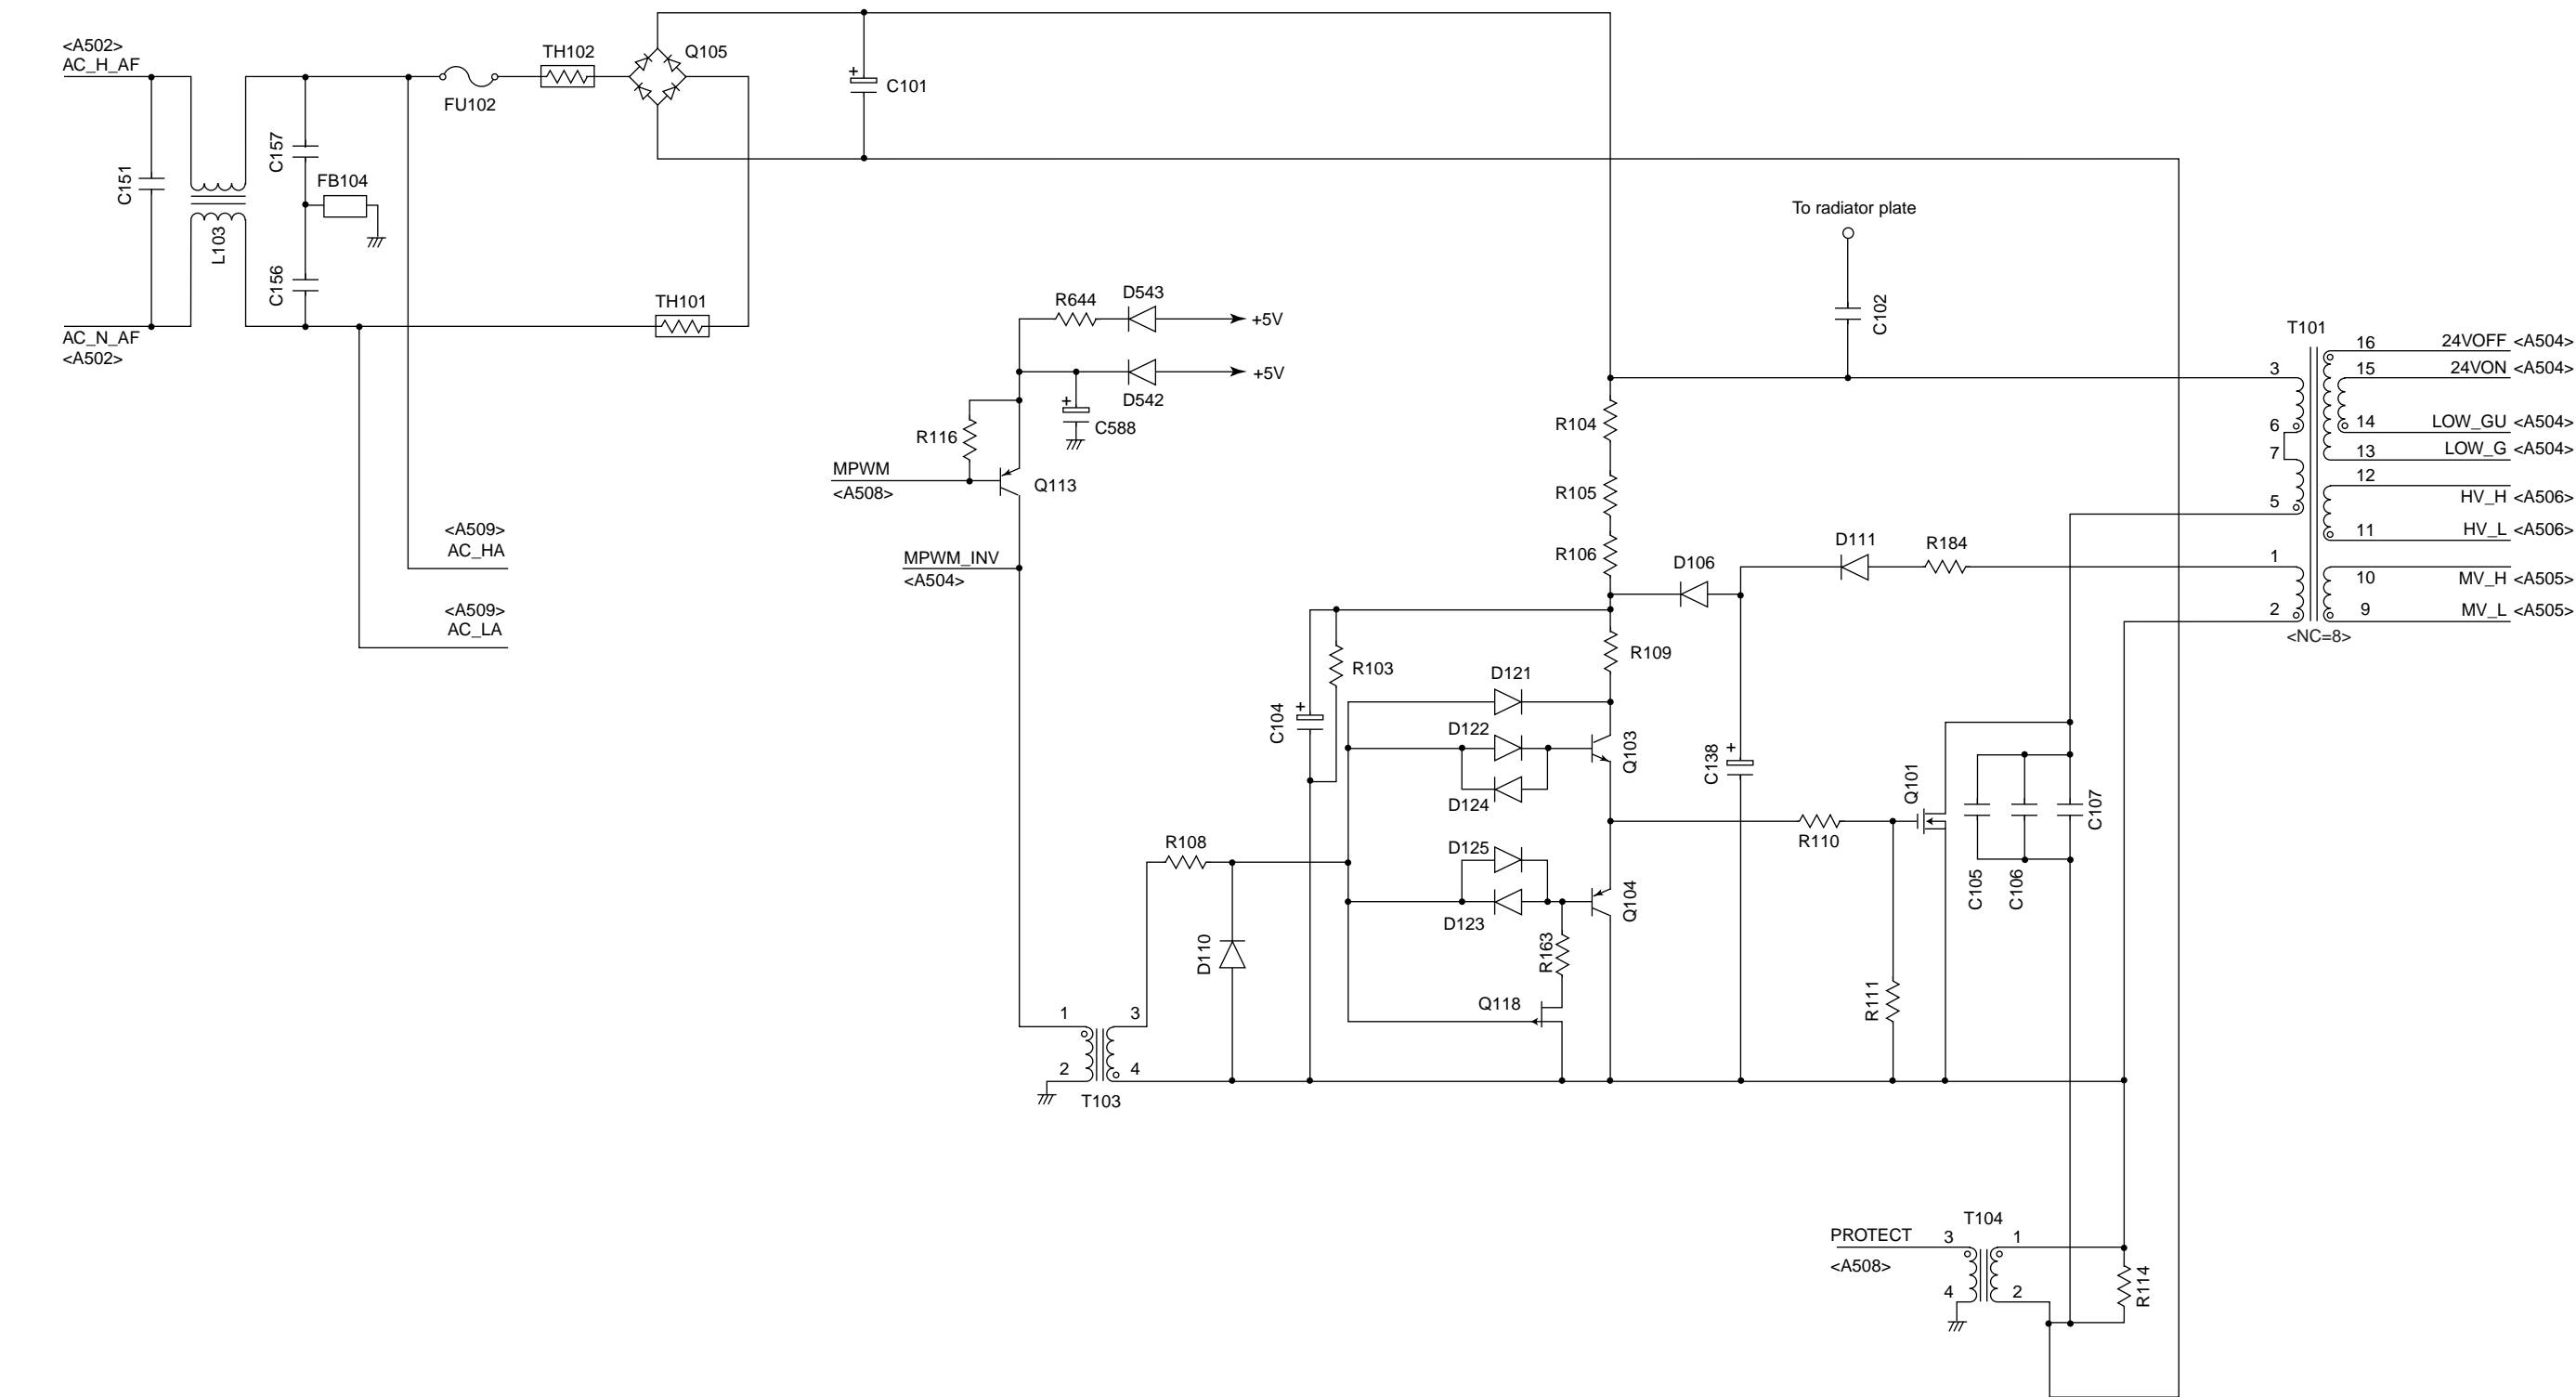 <A502>
AC_H_AF
TH102
Q105
FU102
C101
C151
L103
C157
FB104
C156
TH101
AC_N_AF
<A502>
<A509>
AC_HA
<A509>
AC_LA
R644
D543
+5V
+5V
D542
+
C588
R116
MPWM
<A508>
Q113
MPWM_INV
<A504>
+
To radiator plate
C102
R104
R105
R106
D106
D111
R184
R109
R103
+
C104
D121
D122
D124
Q103
+
C138
D125
D123
Q104
R163
Q118
R108
D110
1
3
2
4
T103
R110
R111
Q101
C105
C106
C107
T101
3
6
7
5
1
2
<NC=8>
16
24VOFF <A504>
15
24VON <A504>
14
LOW_GU <A504>
13
LOW_G <A504>
12
HV_H <A506>
11
HV_L <A506>
10
MV_H <A505>
9
MV_L <A505>
PROTECT
<A508>
T104
3
1
4
2
R114